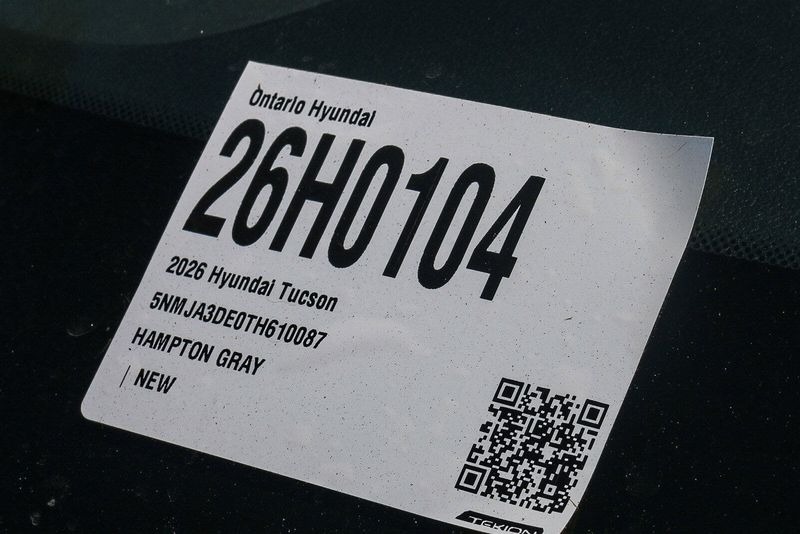 Ontario Hyundai
26H0104
2026 Hyundai Tucson
5NMJA3DE0TH610087
HAMPTON GRAY
| NEW
TEKION